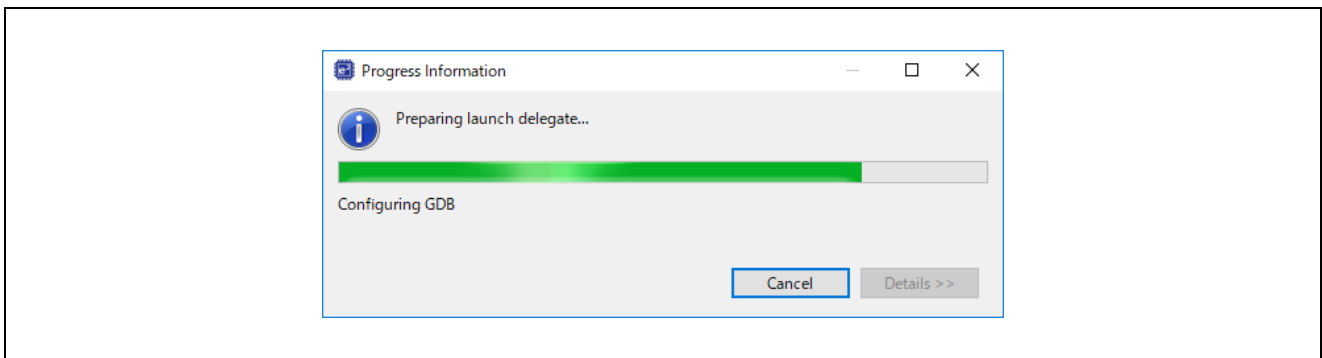 Progress Information
Preparing launch delegate...
Configuring GDB
Cancel Details >>